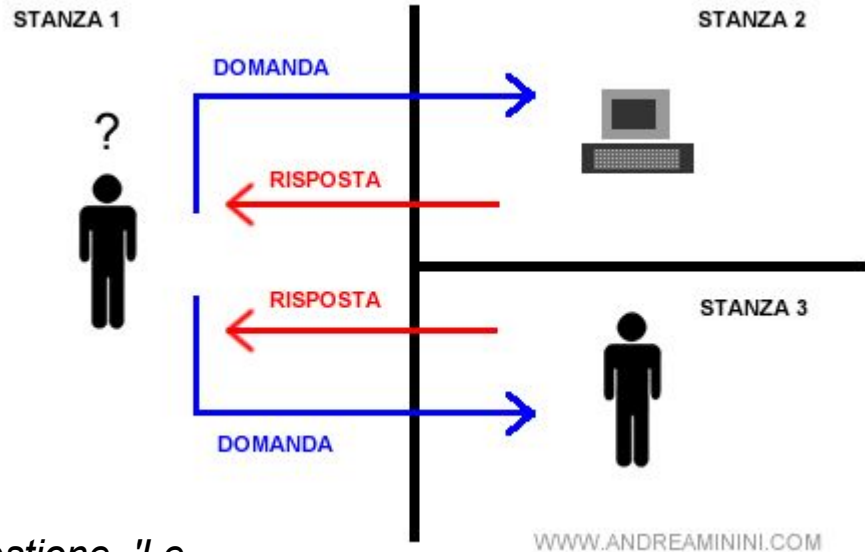 STANZA 1
STANZA 2
DOMANDA
?
RISPOSTA
RISPOSTA
STANZA 3
DOMANDA
WWW.ANDREAMININI.COM